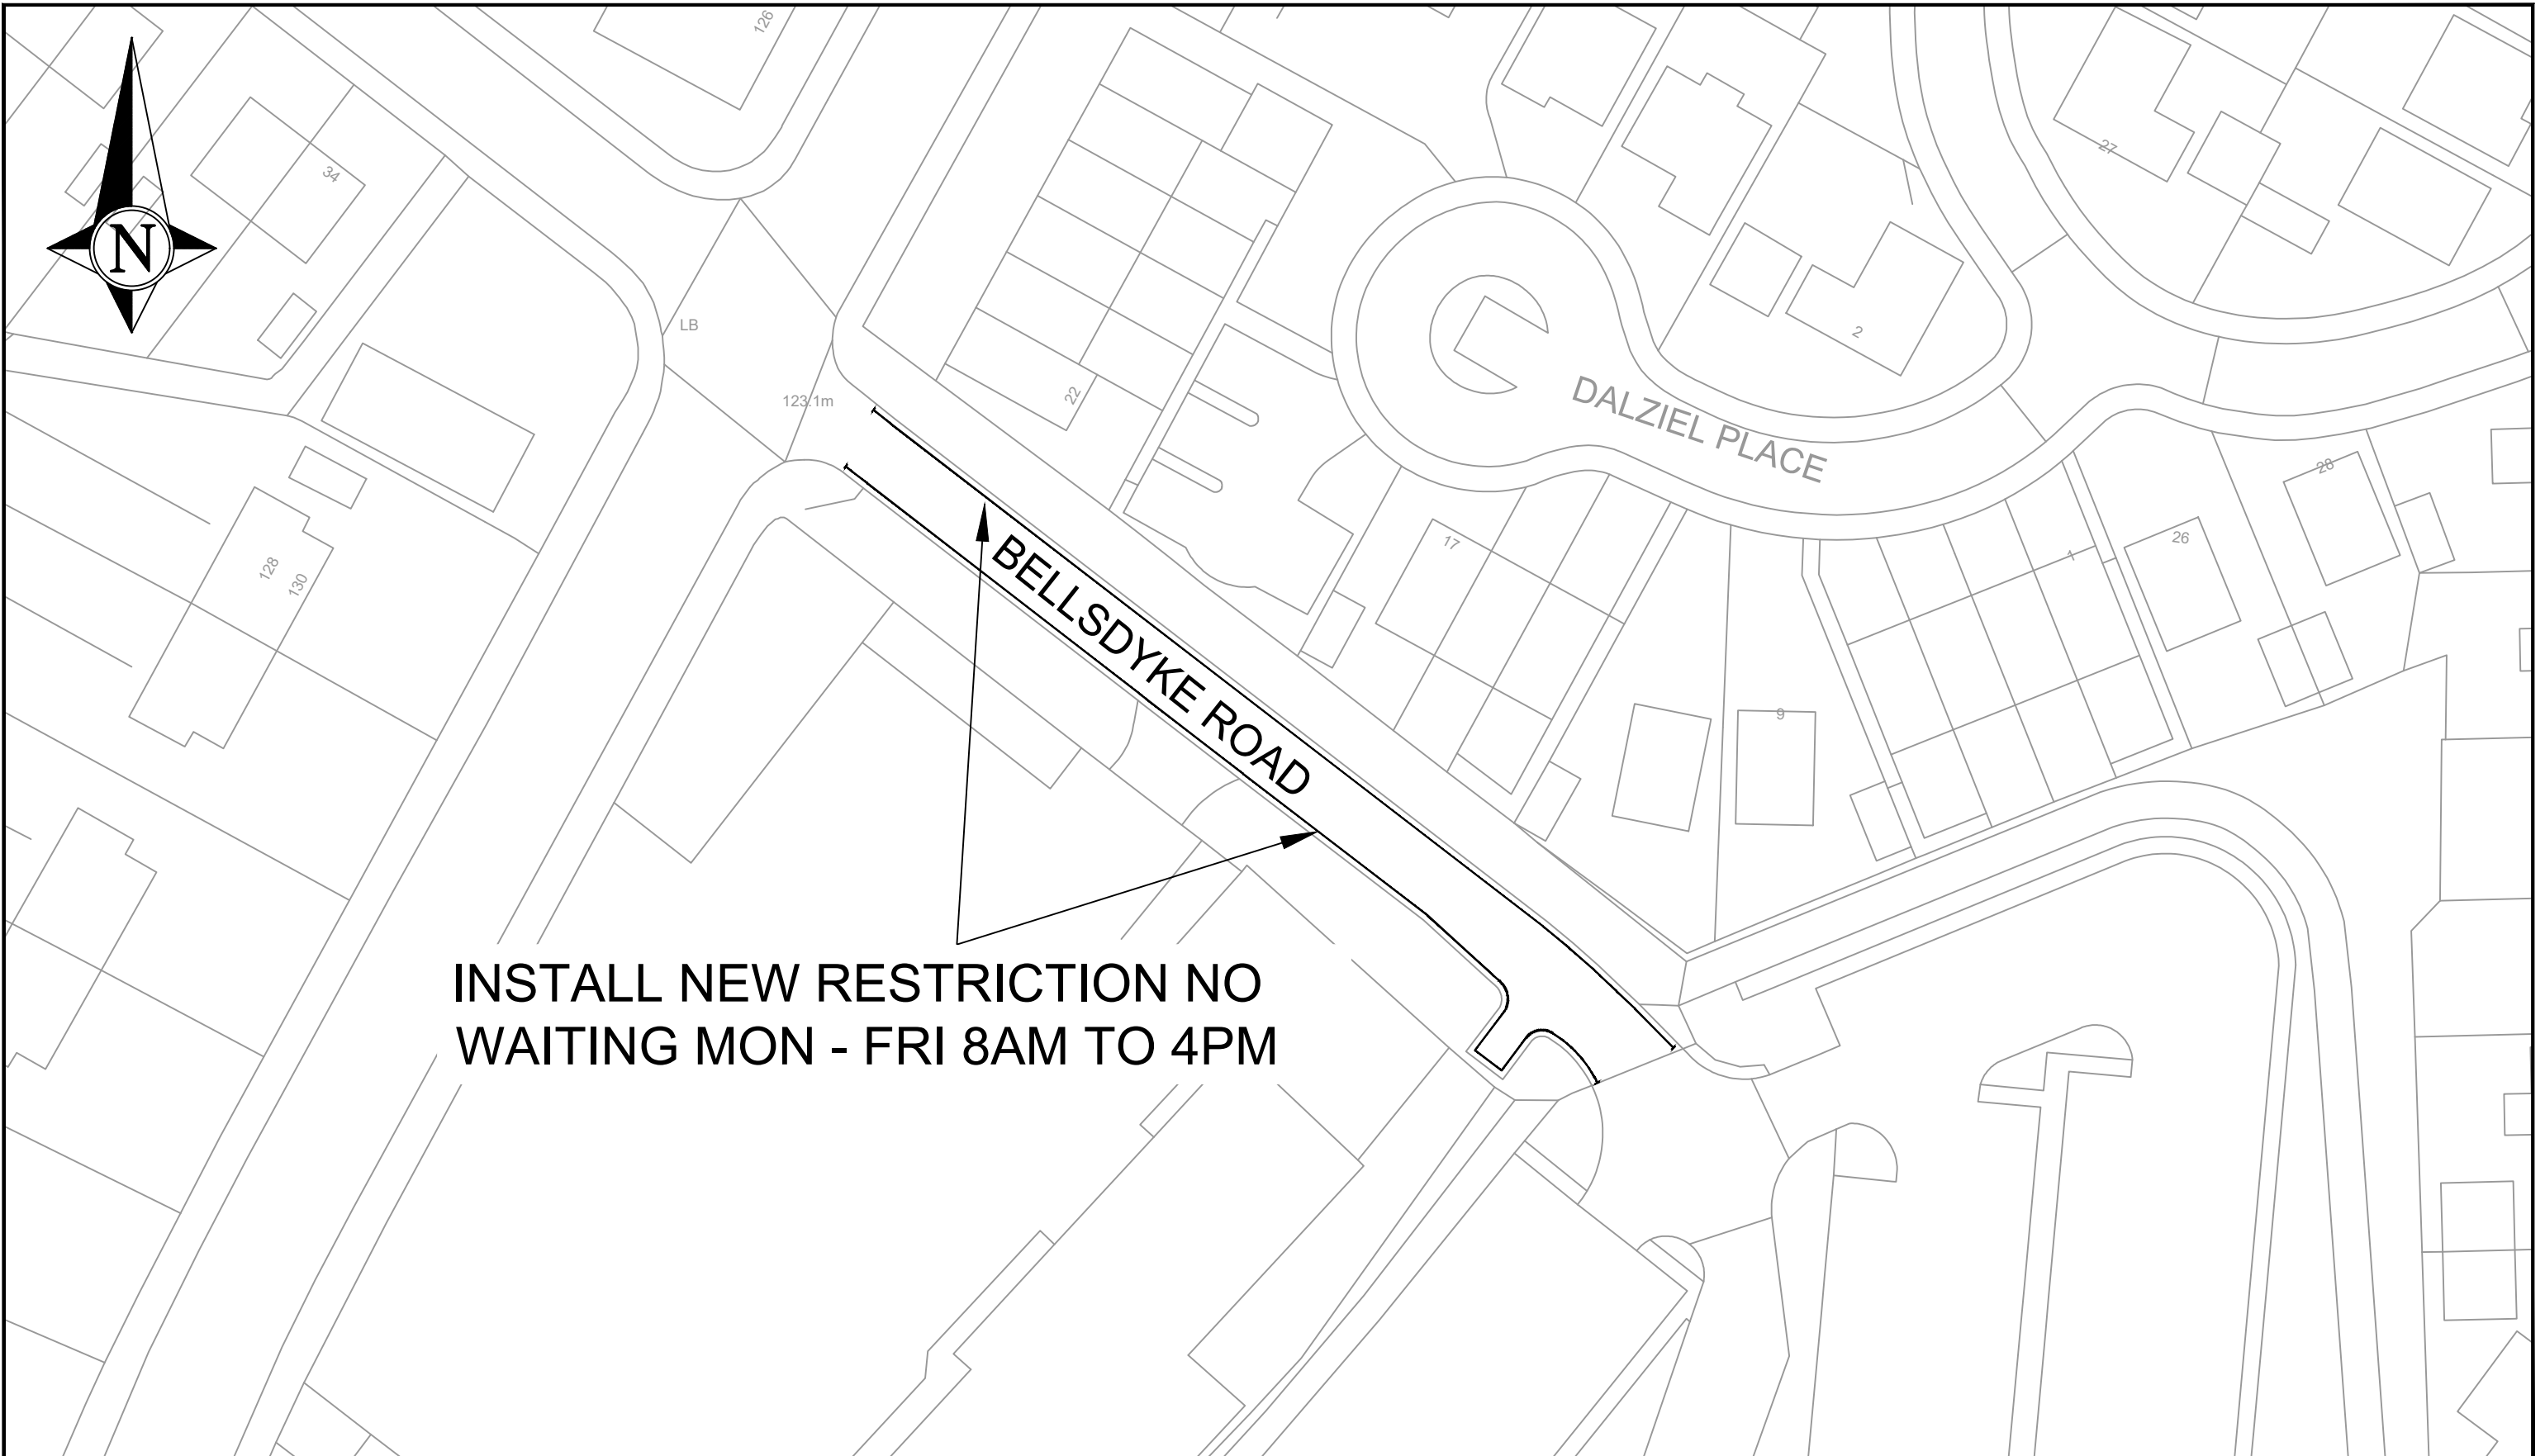 126
34
N
27
LB
2
123.1m
22
DALZIEL PLACE
28
17
26
1
128
130
BELLSDYKE ROAD
9
INSTALL NEW RESTRICTION NO
WAITING MON - FRI 8AM TO 4PM